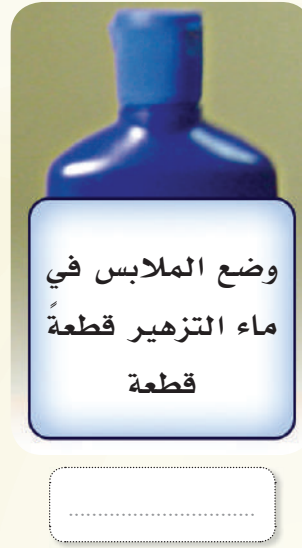 وضع الملابس في
ماء التزهير قطعةً
قطعة
..............................